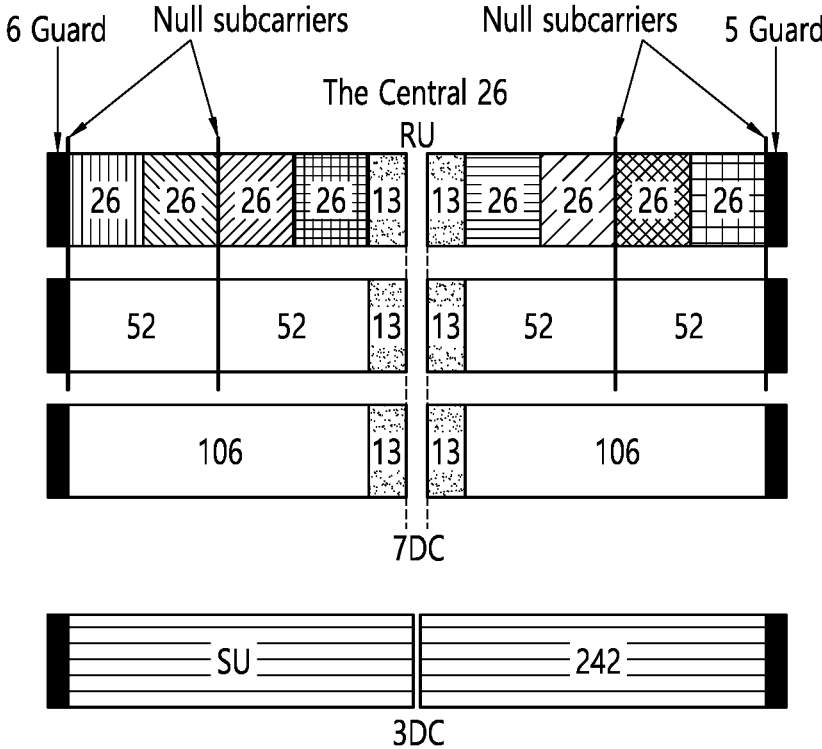 6 Guard
Null subcarriers
Null subcarriers
5 Guard
The Central 26
RU
26 26 26 26 13 13 26 26 26 26
52 52 13 13 52 52
106 13 13 106
7DC
SU 242
3DC